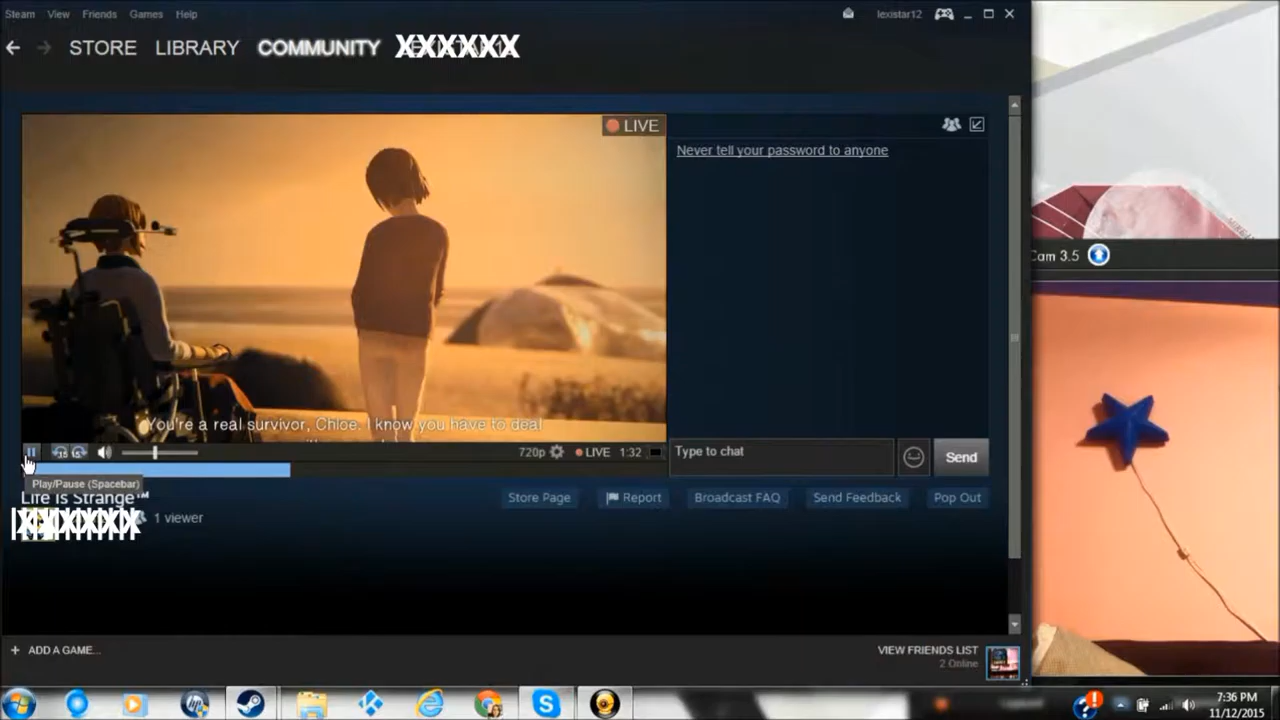 Steam View Friends Games Help
lexistar12
STORE LIBRARY COMMUNITY XXXXXX
LIVE
Never tell your password to anyone
You're a real survivor, Chloe. I know you have to deal
720p LIVE 1:32
Type to chat
Send
Play/Pause (Spacebar)
Life Is Strange™
Store Page Report Broadcast FAQ Send Feedback Pop Out
XXXXXX
1 viewer
+ ADD A GAME...
VIEW FRIENDS LIST
2 Online
Cam 3.5
7:36 PM
11/12/2015